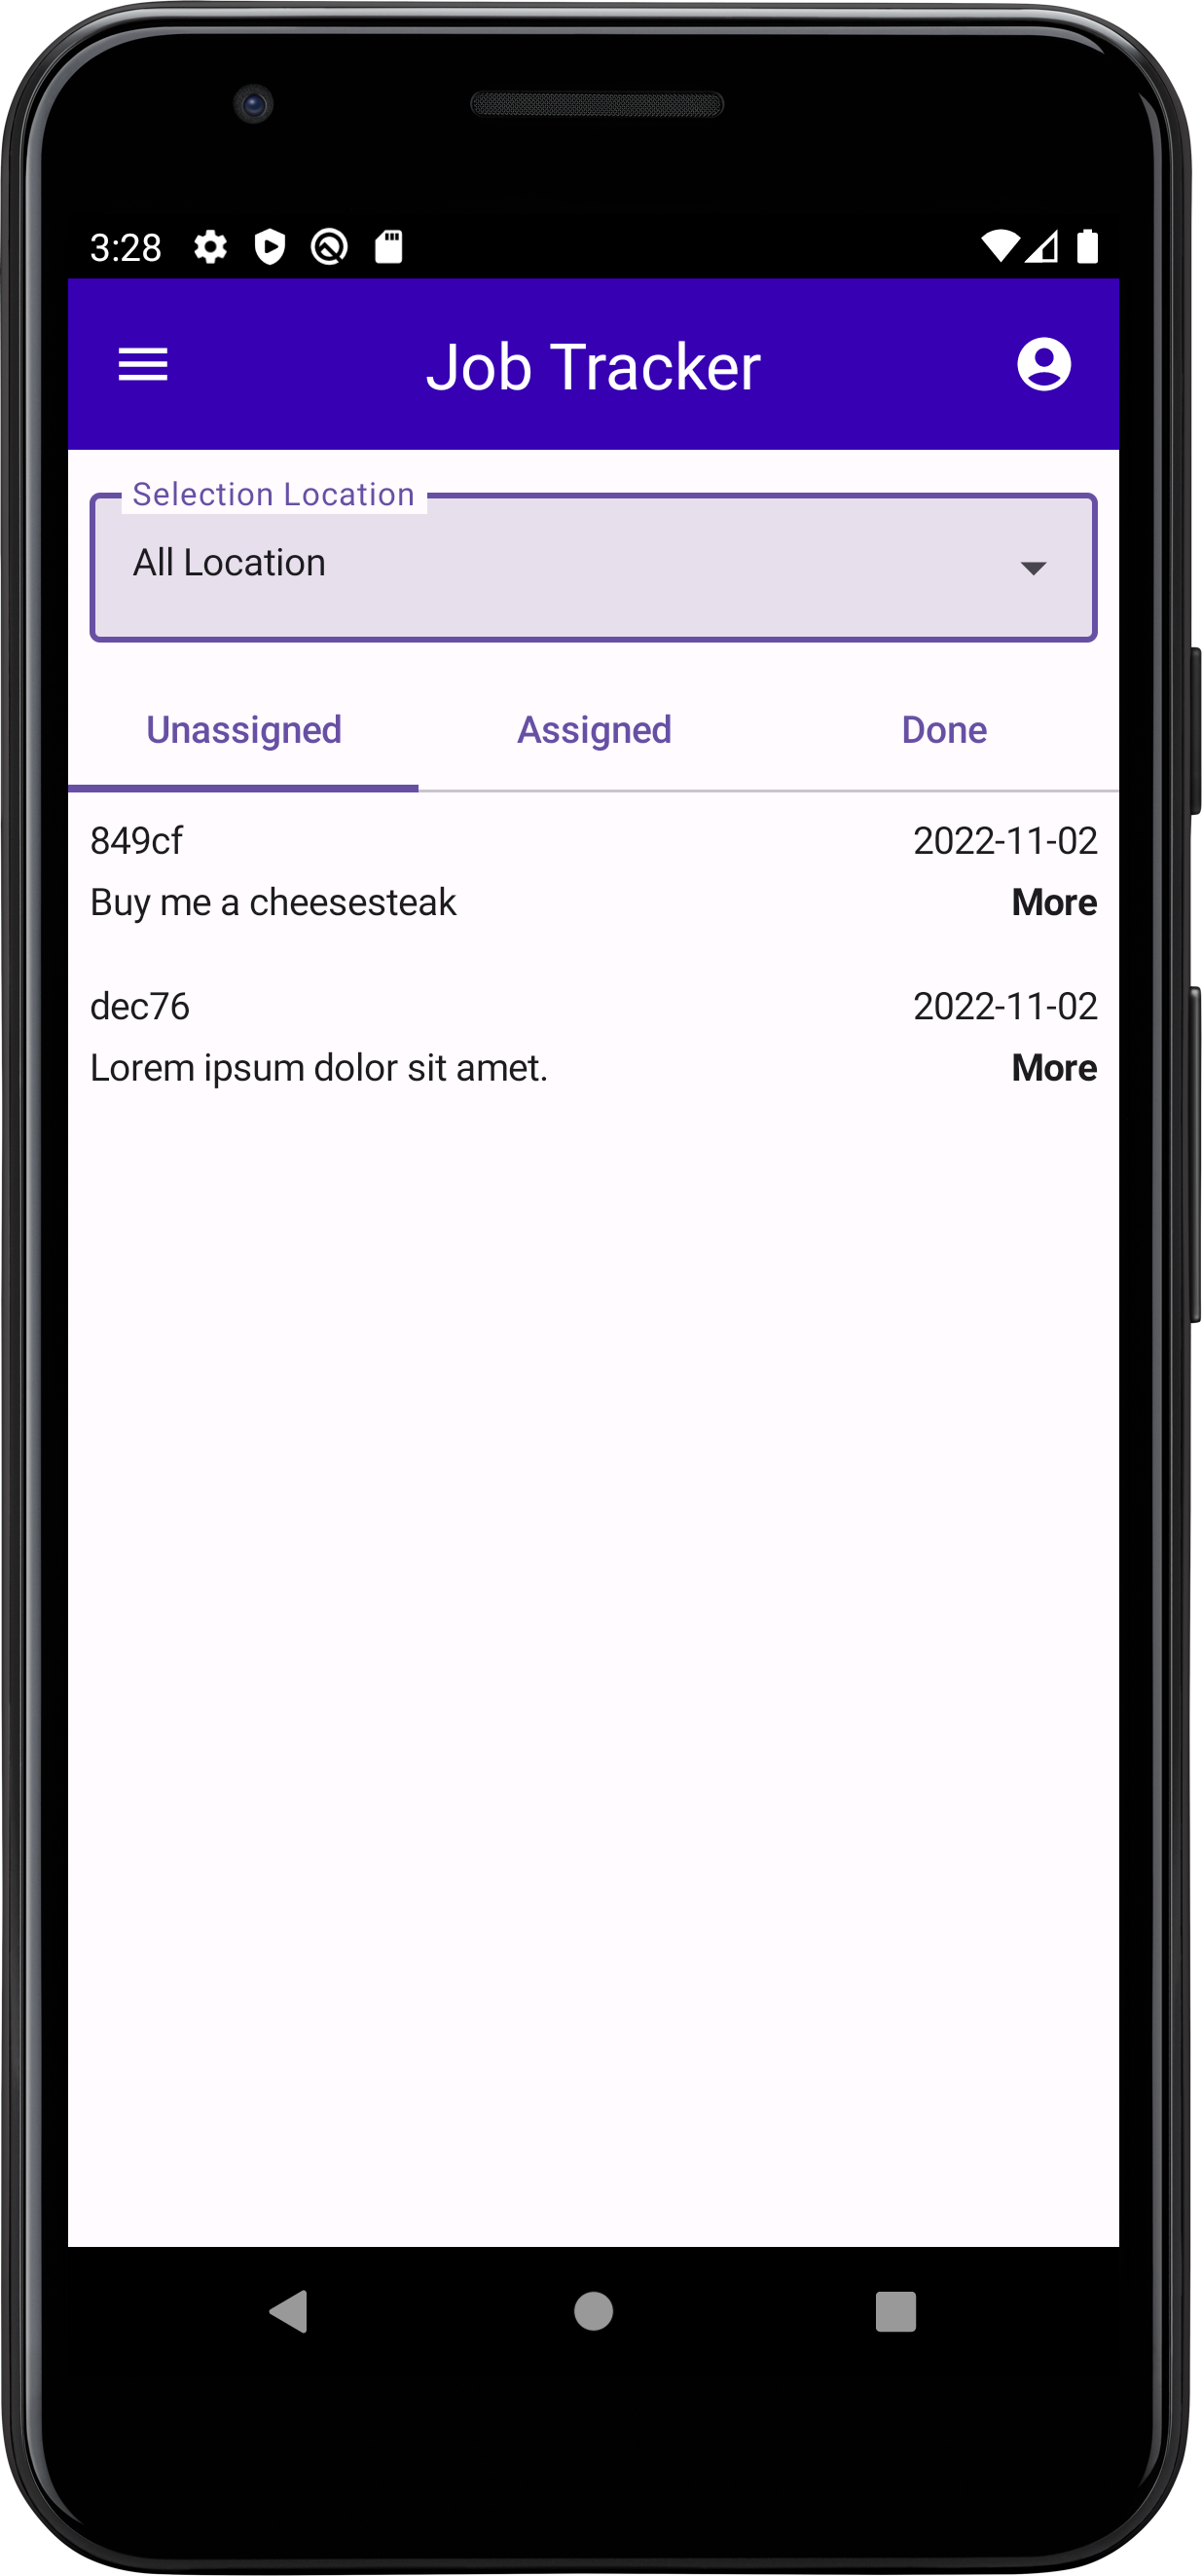 3:28
Job Tracker
Selection Location
All Location
Unassigned Assigned Done
849cf 2022-11-02
Buy me a cheesesteak More
dec76 2022-11-02
Lorem ipsum dolor sit amet. More